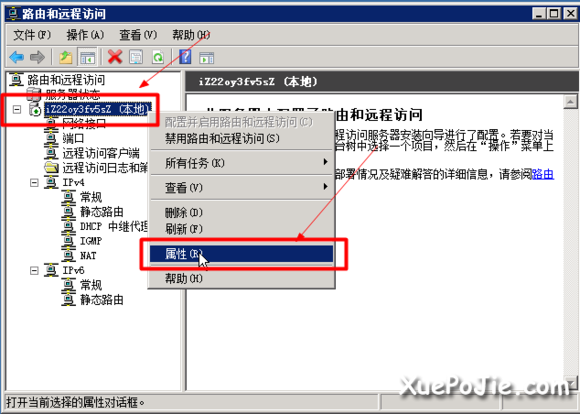 路由和远程访问
文件(F) 操作(A) 查看(V) 帮助(H)
路由和远程访问
服务器状态
iZ22oy3fv5sZ (本地)
网络接口
端口
远程访问客户端
远程访问日志和策
IPv4
常规
静态路由
DHCP 中继代理
IGMP
NAT
IPv6
常规
静态路由
iZ22oy3fv5sZ (本地)
配置了路由和远程访问
访问服务器安装向导进行了配置。若要对当
台树中选择一个项目，然后在“操作”菜单上
部署情况及疑难解答的详细信息，请参阅路由
配置并启用路由和远程访问(C)
禁用路由和远程访问(S)
所有任务(K)
查看(V)
删除(D)
刷新(F)
属性(R)
帮助(H)
打开当前选择的属性对话框。
XuePoJie.com